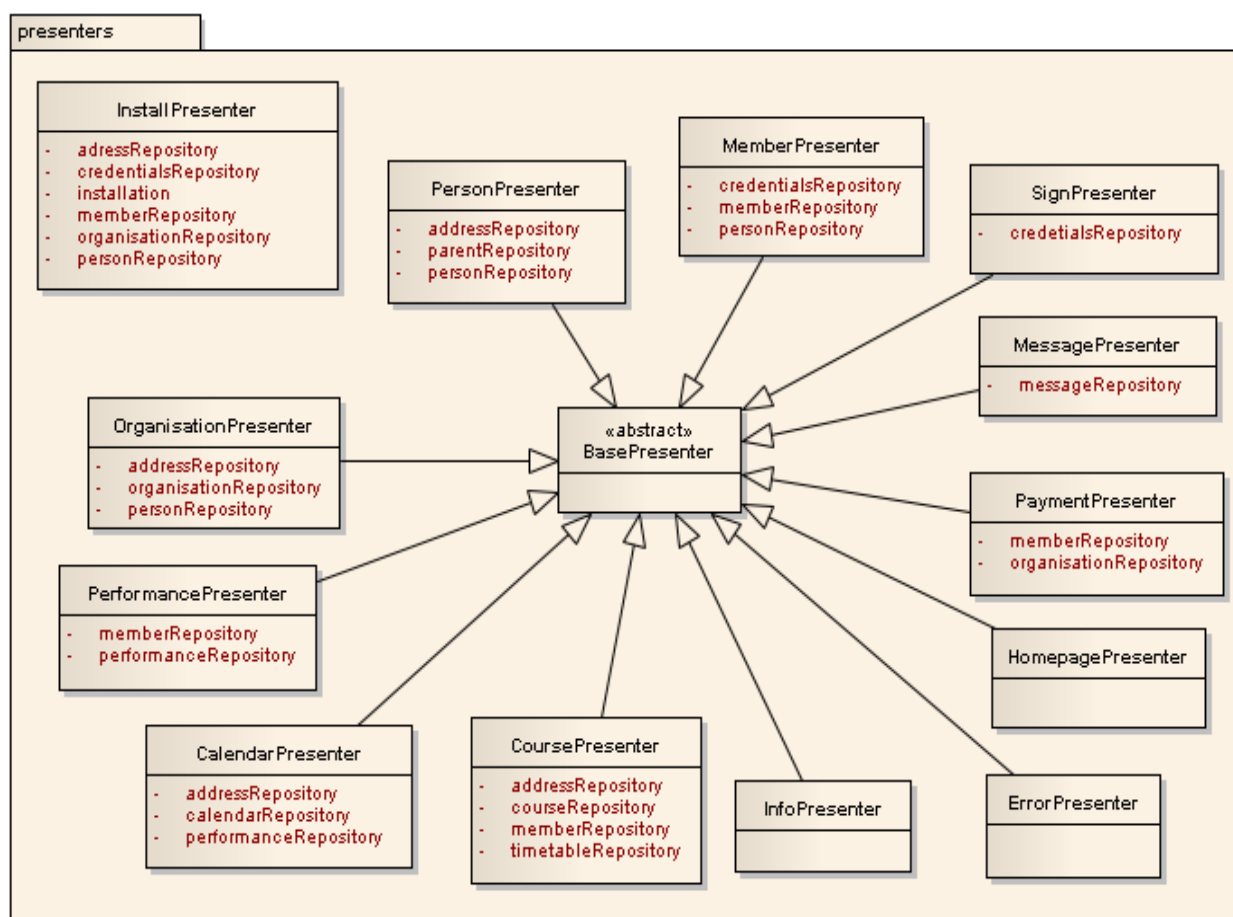 presenters
InstallPresenter
- adressRepository
- credentialsRepository
- installation
- memberRepository
- organisationRepository
- personRepository
PersonPresenter
- addressRepository
- parentRepository
- personRepository
MemberPresenter
- credentialsRepository
- memberRepository
- personRepository
SignPresenter
- credetialsRepository
MessagePresenter
- messageRepository
OrganisationPresenter
- addressRepository
- organisationRepository
- personRepository
«abstract»
BasePresenter
PaymentPresenter
- memberRepository
- organisationRepository
PerformancePresenter
- memberRepository
- performanceRepository
HomepagePresenter
CalendarPresenter
- addressRepository
- calendarRepository
- performanceRepository
CoursePresenter
- addressRepository
- courseRepository
- memberRepository
- timetableRepository
InfoPresenter
ErrorPresenter